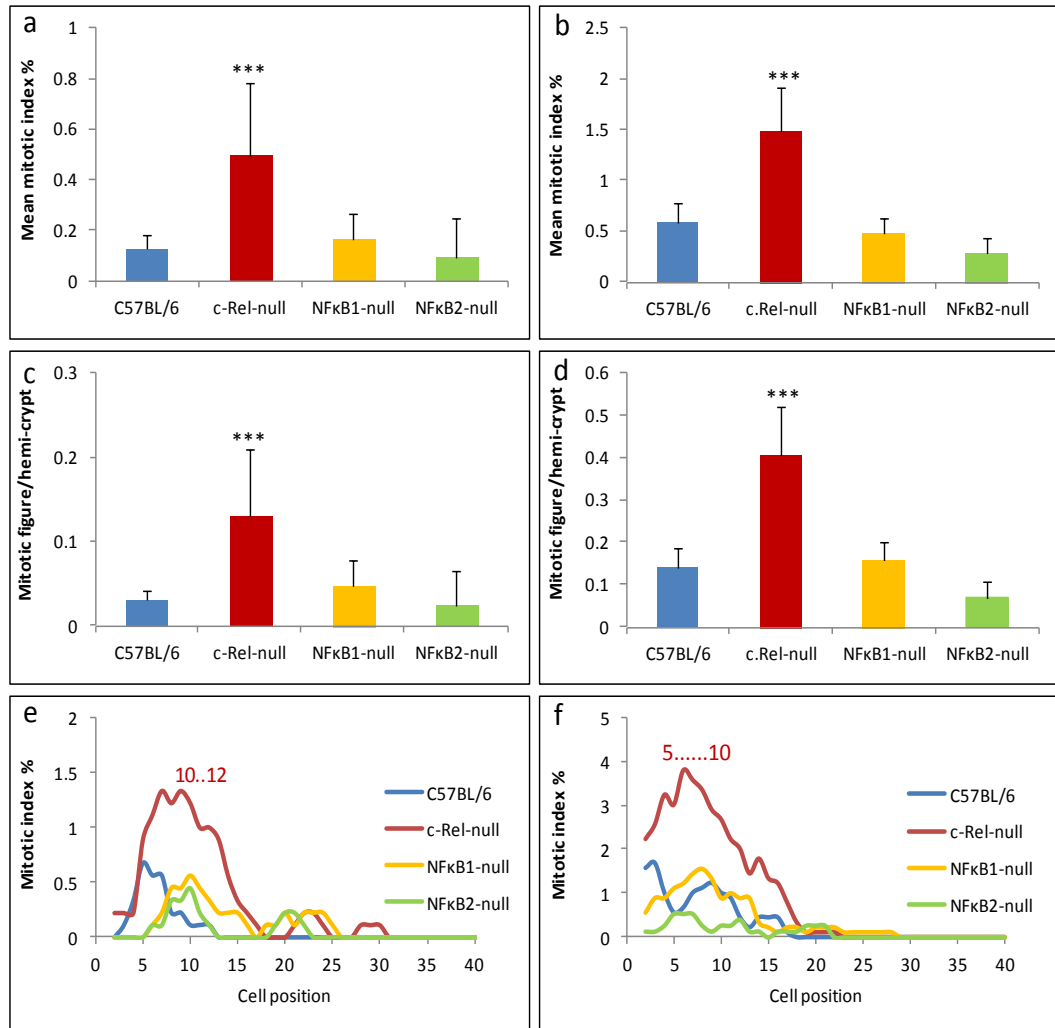 a
Mean mitotic index %
1
0.8
0.6
0.4
0.2
0
***
C57BL/6 c-Rel-null NFκB1-null NFκB2-null
b
Mean mitotic index %
2.5
2
1.5
1
0.5
0
***
C57BL/6 c.Rel-null NFκB1-null NFκB2-null
c
Mitotic figure/hemi-crypt
0.3
0.2
0.1
0
***
C57BL/6 c-Rel-null NFκB1-null NFκB2-null
d
Mitotic figure/hemi-crypt
0.6
0.5
0.4
0.3
0.2
0.1
0
***
C57BL/6 c.Rel-null NFκB1-null NFκB2-null
e
Mitotic index %
2
1.5
1
0.5
0
10..12
C57BL/6
c-Rel-null
NFκB1-null
NFκB2-null
0 5 10 15 20 25 30 35 40
Cell position
f
Mitotic index %
5
4
3
2
1
0
5......10
C57BL/6
c-Rel-null
NFκB1-null
NFκB2-null
0 5 10 15 20 25 30 35 40
Cell position